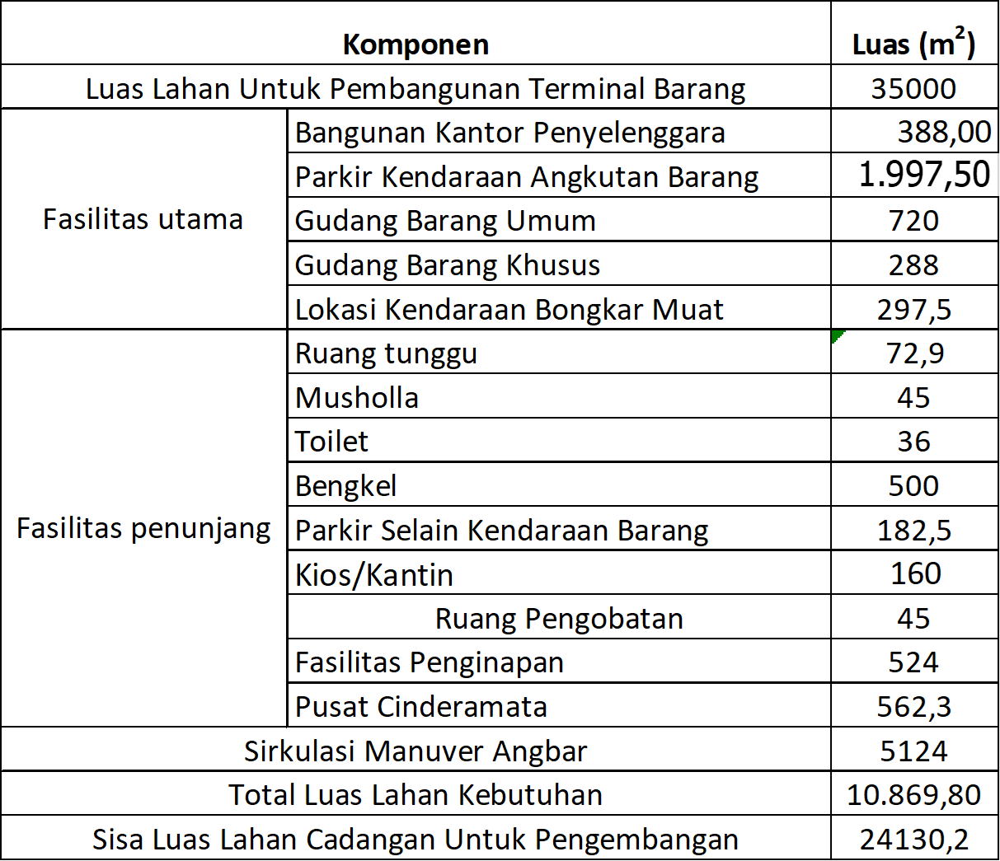 Komponen Luas (m²)
Luas Lahan Untuk Pembangunan Terminal Barang 35000
Fasilitas utama
Bangunan Kantor Penyelenggara 388,00
Parkir Kendaraan Angkutan Barang 1.997,50
Gudang Barang Umum 720
Gudang Barang Khusus 288
Lokasi Kendaraan Bongkar Muat 297,5
Fasilitas penunjang
Ruang tunggu 72,9
Musholla 45
Toilet 36
Bengkel 500
Parkir Selain Kendaraan Barang 182,5
Kios/Kantin 160
Ruang Pengobatan 45
Fasilitas Penginapan 524
Pusat Cinderamata 562,3
Sirkulasi Manuver Angbar 5124
Total Luas Lahan Kebutuhan 10.869,80
Sisa Luas Lahan Cadangan Untuk Pengembangan 24130,2